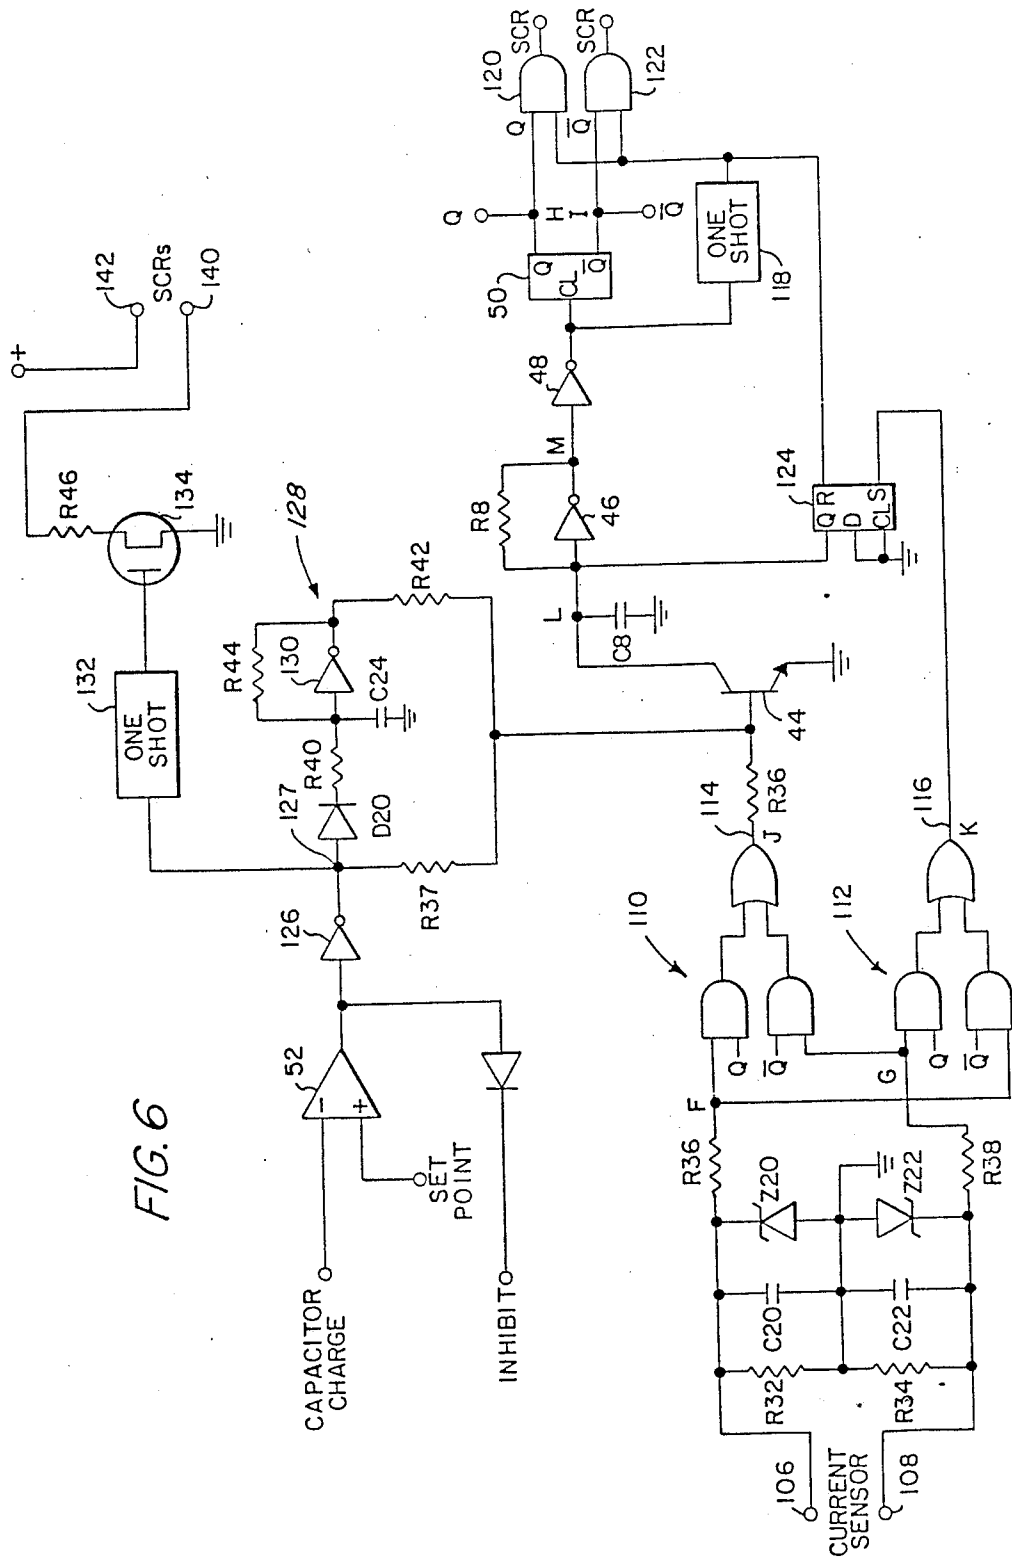 FIG. 6
+
142
SCRs
140
R46
134
132
ONE
SHOT
128
R44
130
C24
R42
R40
D20
127
R37
126
52
−
+
CAPACITOR
CHARGE
SET
POINT
INHIBIT
SCR
120
Q
SCR
122
Q
Q
H
I
Q
50
Q
CL
Q
ONE
SHOT
118
48
M
R8
46
L
C8
44
124
Q R
D
CL S
114
J
R36
116
K
110
112
Q
Q
Q
Q
F
G
R36
R38
Z20
Z22
C20
C22
R32
R34
106
CURRENT
SENSOR
108